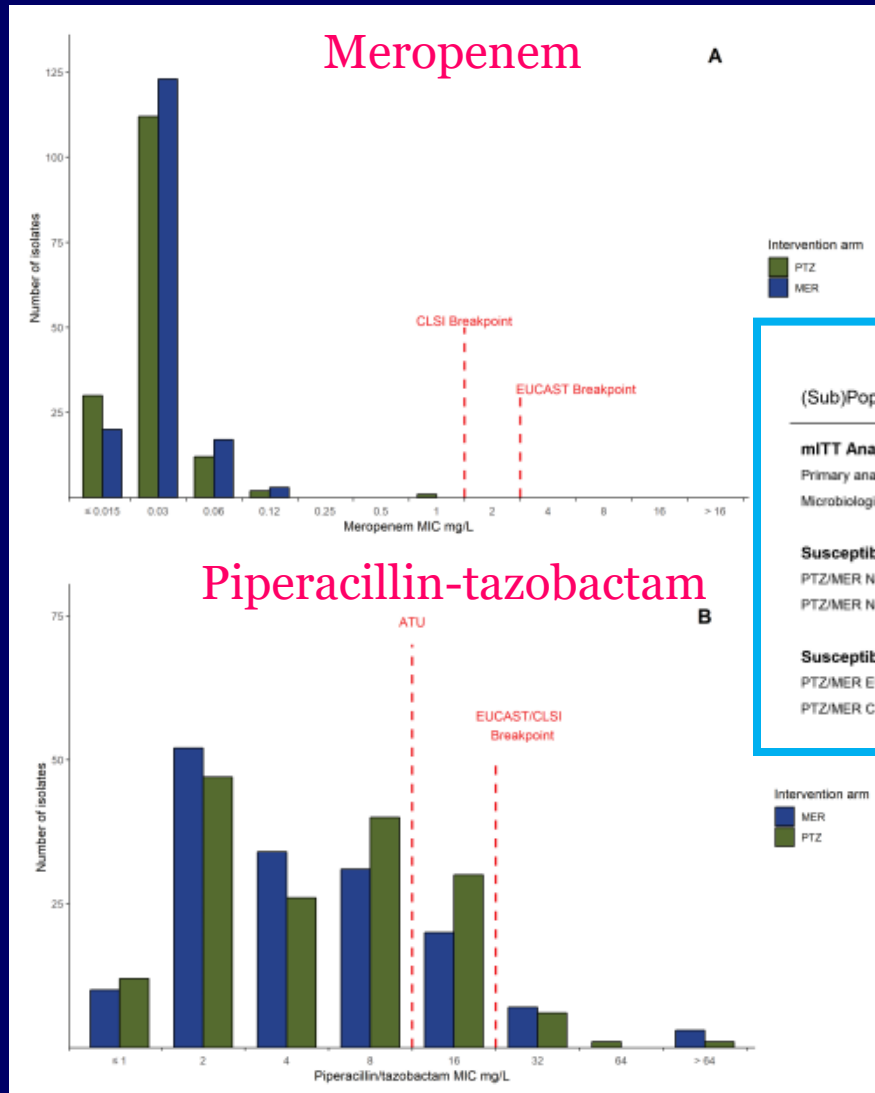 Meropenem
A
125
100
75
50
25
Number of isolates
CLSI Breakpoint
EUCAST Breakpoint
≤ 0.015 0.03 0.06 0.12 0.25 0.5 1 2 4 8 16 > 16
Meropenem MIC mg/L
Intervention arm
PTZ
MER
(Sub)Pop
mITT Ana
Primary ana
Microbiologi
Susceptib
PTZ/MER N
PTZ/MER N
Susceptib
PTZ/MER E
PTZ/MER C
Piperacillin-tazobactam
B
75
50
25
Number of isolates
ATU
EUCAST/CLSI
Breakpoint
≤ 1 2 4 8 16 32 64 > 64
Piperacillin/tazobactam MIC mg/L
Intervention arm
MER
PTZ